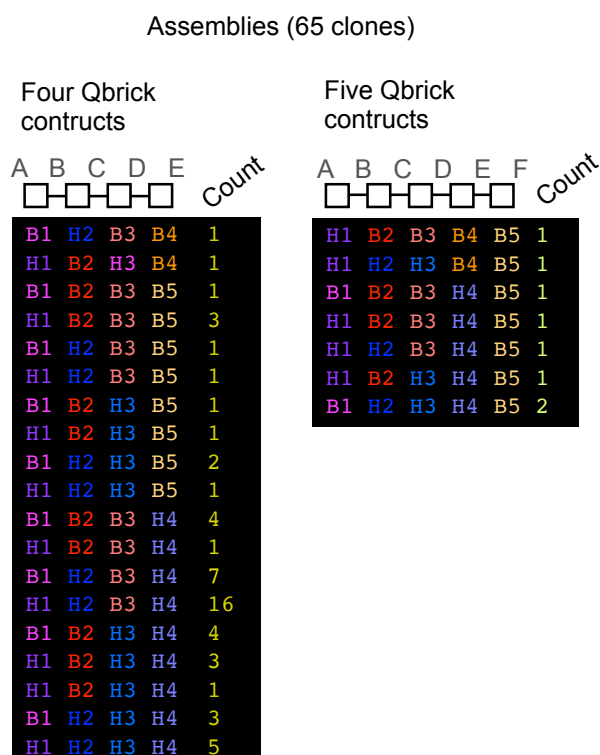 Assemblies (65 clones)
Four Qbrick
contructs
A B C D E Count
B1 H2 B3 B4 1
H1 B2 H3 B4 1
B1 B2 B3 B5 1
H1 B2 B3 B5 3
B1 H2 B3 B5 1
H1 H2 B3 B5 1
B1 B2 H3 B5 1
H1 B2 H3 B5 1
B1 H2 H3 B5 2
H1 H2 H3 B5 1
B1 B2 B3 H4 4
H1 B2 B3 H4 1
B1 H2 B3 H4 7
H1 H2 B3 H4 16
B1 B2 H3 H4 4
H1 B2 H3 H4 3
H1 B2 H3 H4 1
B1 H2 H3 H4 3
H1 H2 H3 H4 5
Five Qbrick
contructs
A B C D E F Count
H1 B2 B3 B4 B5 1
H1 H2 H3 B4 B5 1
B1 B2 B3 H4 B5 1
H1 B2 B3 H4 B5 1
H1 H2 B3 H4 B5 1
H1 B2 H3 H4 B5 1
B1 H2 H3 H4 B5 2